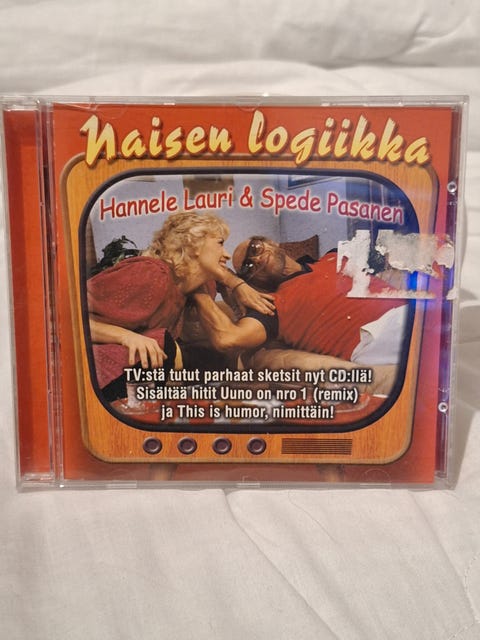 Naisen logiikka
Hannele Lauri & Spede Pasanen
TV:stä tutut parhaat sketsit nyt CD:llä!
Sisältää hitit Uuno on nro 1 (remix)
ja This is humor, nimittäin!